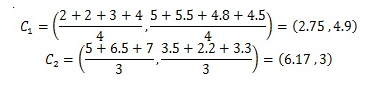 C₁ = ( (2 + 2 + 3 + 4)/4 , (5 + 5.5 + 4.8 + 4.5)/4 ) = (2.75 ,4.9)
C₂ = ( (5 + 6.5 + 7)/3 , (3.5 + 2.2 + 3.3)/3 ) = (6.17 ,3)